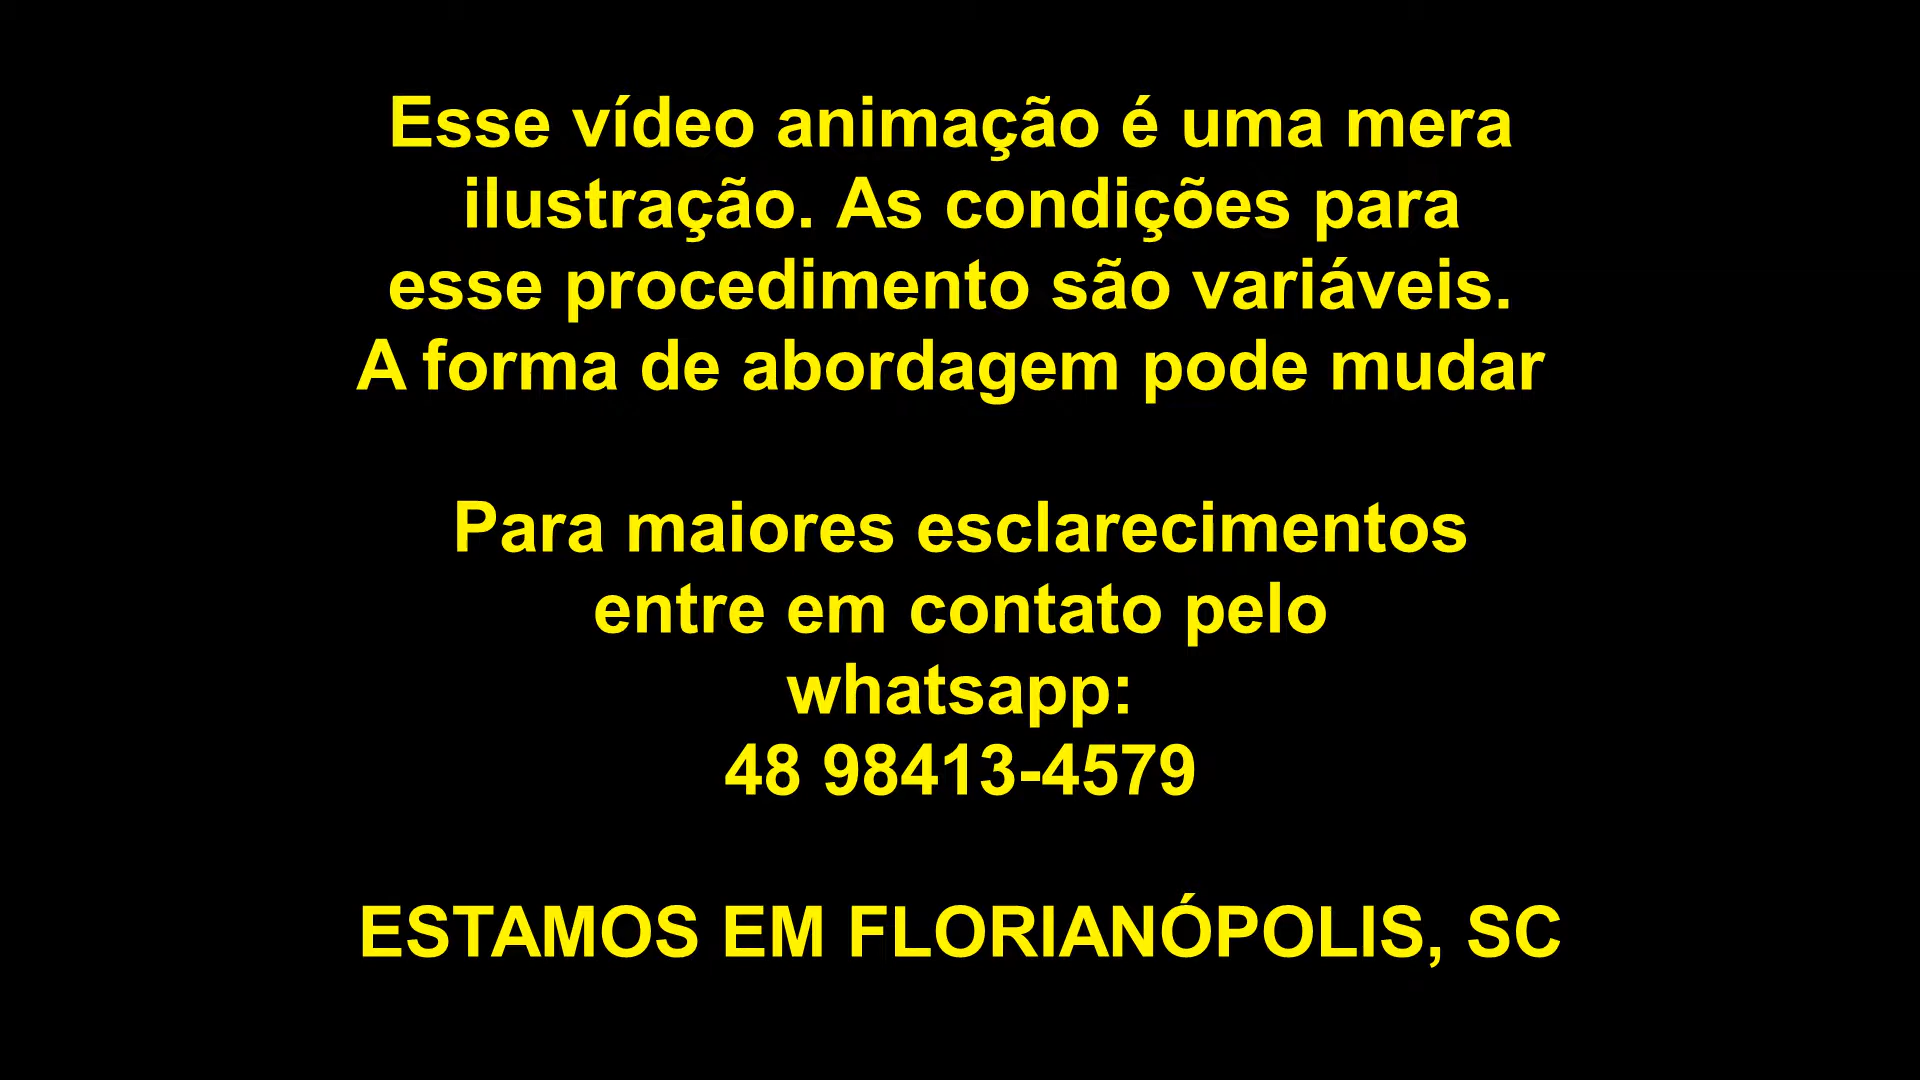 Esse vídeo animação é uma mera
ilustração. As condições para
esse procedimento são variáveis.
A forma de abordagem pode mudar
Para maiores esclarecimentos
entre em contato pelo
whatsapp:
48 98413-4579
ESTAMOS EM FLORIANÓPOLIS, SC